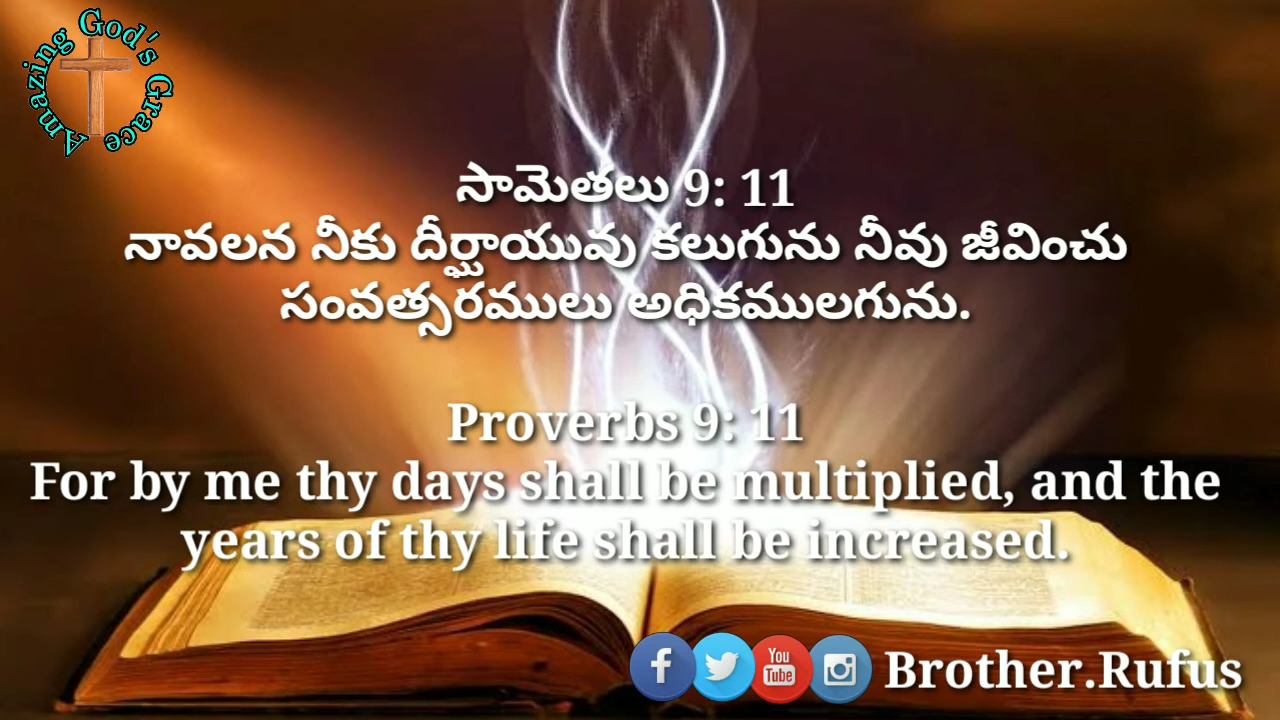 Amazing God's Grace
సామెతలు 9: 11
నావలన నీకు దీర్ఘాయువు కలుగును నీవు జీవించు
సంవత్సరములు అధికములగును.
Proverbs 9: 11
For by me thy days shall be multiplied, and the
years of thy life shall be increased.
You
Tube
Brother.Rufus